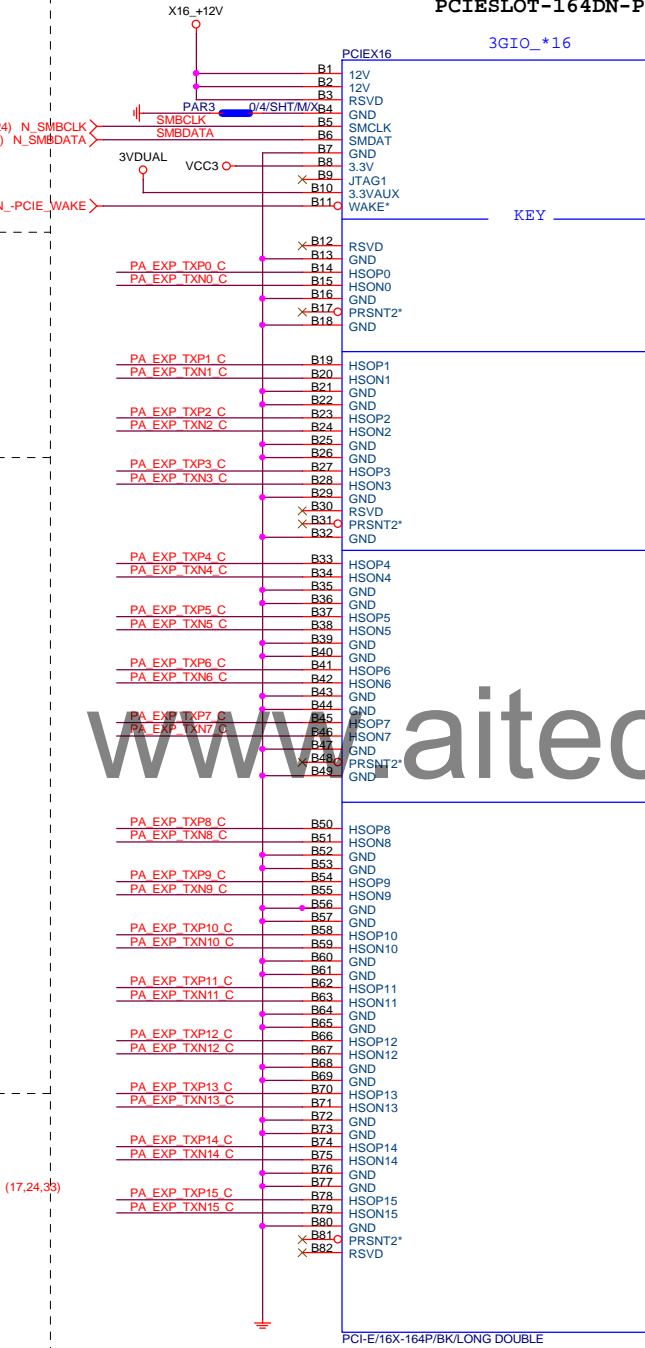 X16_+12V
PCIESLOT-164DN-P
3GIO_*16
PCIEX16
B1 12V
B2 12V
B3 RSVD
PAR3 0/4/SHT/M/X B4 GND
24) N_SMBCLK SMBCLK B5 SMCLK
) N_SMBDATA SMBDATA B6 SMDAT
B7 GND
3VDUAL VCC3 B8 3.3V
B9 JTAG1
B10 3.3VAUX
N_-PCIE_WAKE B11 WAKE*
KEY
B12 RSVD
B13 GND
PA_EXP_TXP0_C B14 HSOP0
PA_EXP_TXN0_C B15 HSON0
B16 GND
B17 PRSNT2*
B18 GND
PA_EXP_TXP1_C B19 HSOP1
PA_EXP_TXN1_C B20 HSON1
B21 GND
B22 GND
PA_EXP_TXP2_C B23 HSOP2
PA_EXP_TXN2_C B24 HSON2
B25 GND
B26 GND
PA_EXP_TXP3_C B27 HSOP3
PA_EXP_TXN3_C B28 HSON3
B29 GND
B30 RSVD
B31 PRSNT2*
B32 GND
PA_EXP_TXP4_C B33 HSOP4
PA_EXP_TXN4_C B34 HSON4
B35 GND
B36 GND
PA_EXP_TXP5_C B37 HSOP5
PA_EXP_TXN5_C B38 HSON5
B39 GND
B40 GND
PA_EXP_TXP6_C B41 HSOP6
PA_EXP_TXN6_C B42 HSON6
B43 GND
B44 GND
PA_EXP_TXP7_C B45 HSOP7
PA_EXP_TXN7_C B46 HSON7
B47 GND
B48 PRSNT2*
B49 GND
www.aitec
PA_EXP_TXP8_C B50 HSOP8
PA_EXP_TXN8_C B51 HSON8
B52 GND
B53 GND
PA_EXP_TXP9_C B54 HSOP9
PA_EXP_TXN9_C B55 HSON9
B56 GND
B57 GND
PA_EXP_TXP10_C B58 HSOP10
PA_EXP_TXN10_C B59 HSON10
B60 GND
B61 GND
PA_EXP_TXP11_C B62 HSOP11
PA_EXP_TXN11_C B63 HSON11
B64 GND
B65 GND
PA_EXP_TXP12_C B66 HSOP12
PA_EXP_TXN12_C B67 HSON12
B68 GND
B69 GND
PA_EXP_TXP13_C B70 HSOP13
PA_EXP_TXN13_C B71 HSON13
B72 GND
B73 GND
PA_EXP_TXP14_C B74 HSOP14
PA_EXP_TXN14_C B75 HSON14
B76 GND
B77 GND
(17,24,33)
PA_EXP_TXP15_C B78 HSOP15
PA_EXP_TXN15_C B79 HSON15
B80 GND
B81 PRSNT2*
B82 RSVD
PCI-E/16X-164P/BK/LONG DOUBLE